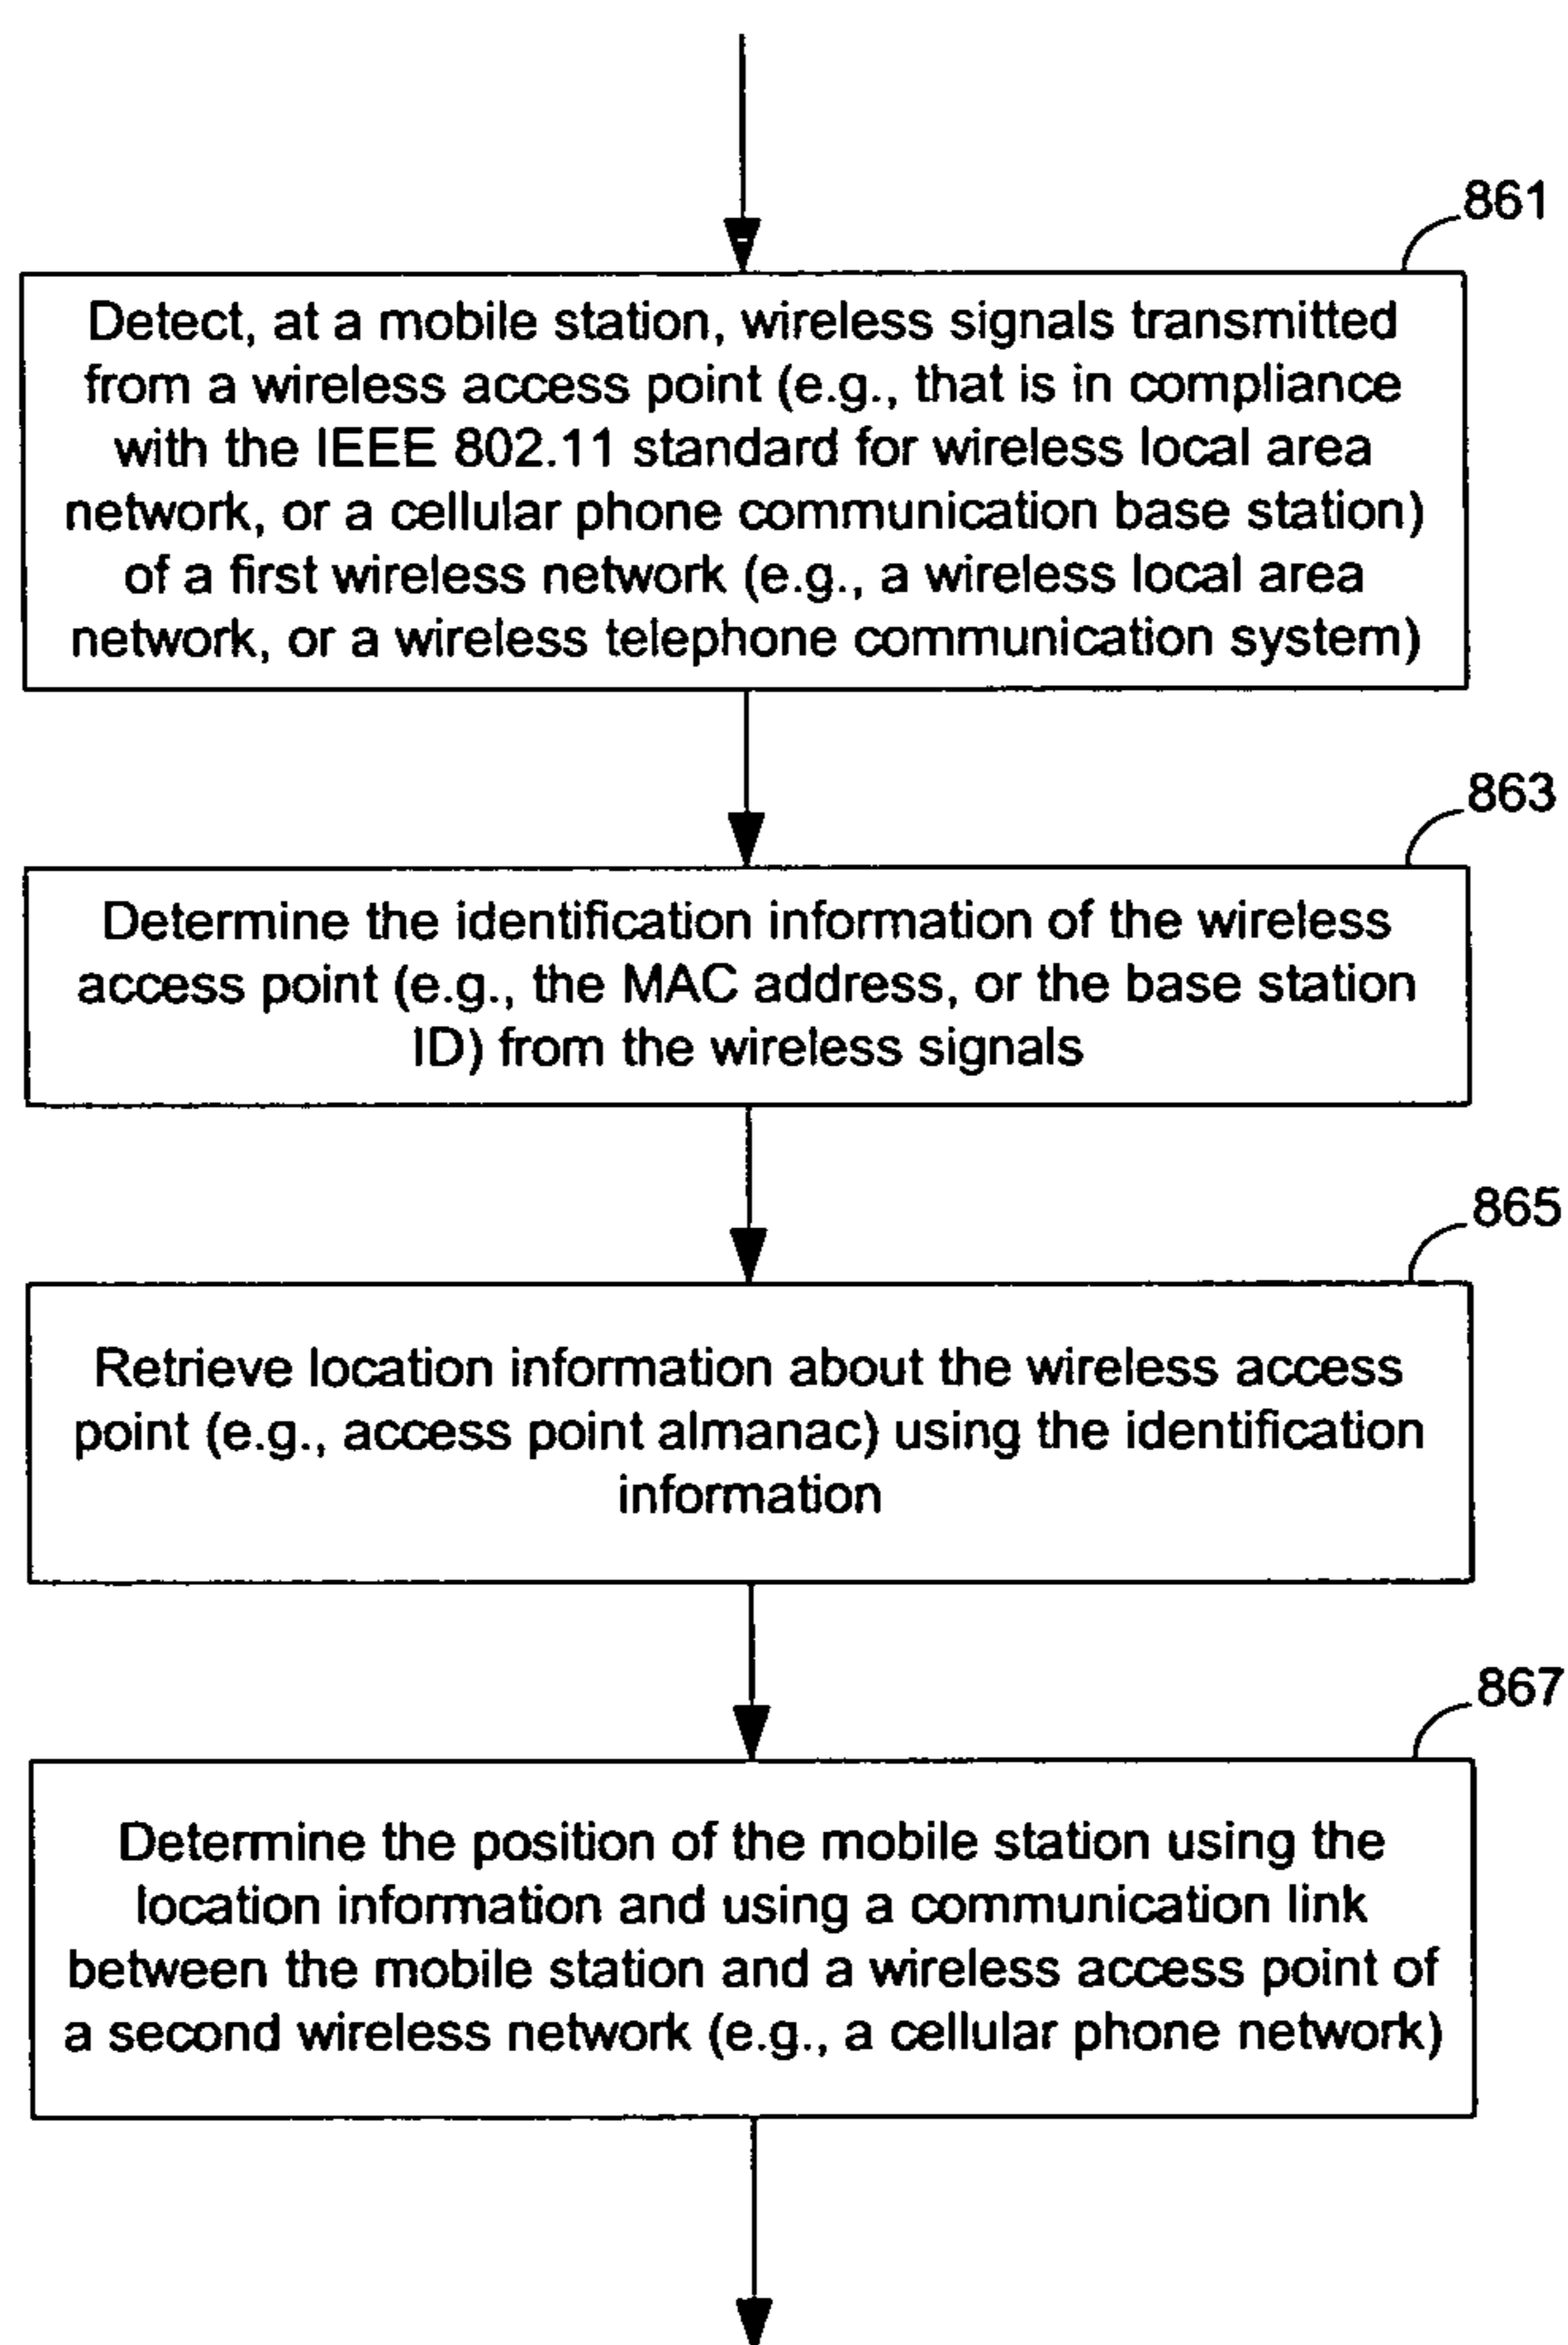 861
Detect, at a mobile station, wireless signals transmitted
from a wireless access point (e.g., that is in compliance
with the IEEE 802.11 standard for wireless local area
network, or a cellular phone communication base station)
of a first wireless network (e.g., a wireless local area
network, or a wireless telephone communication system)
863
Determine the identification information of the wireless
access point (e.g., the MAC address, or the base station
ID) from the wireless signals
865
Retrieve location information about the wireless access
point (e.g., access point almanac) using the identification
information
867
Determine the position of the mobile station using the
location information and using a communication link
between the mobile station and a wireless access point of
a second wireless network (e.g., a cellular phone network)